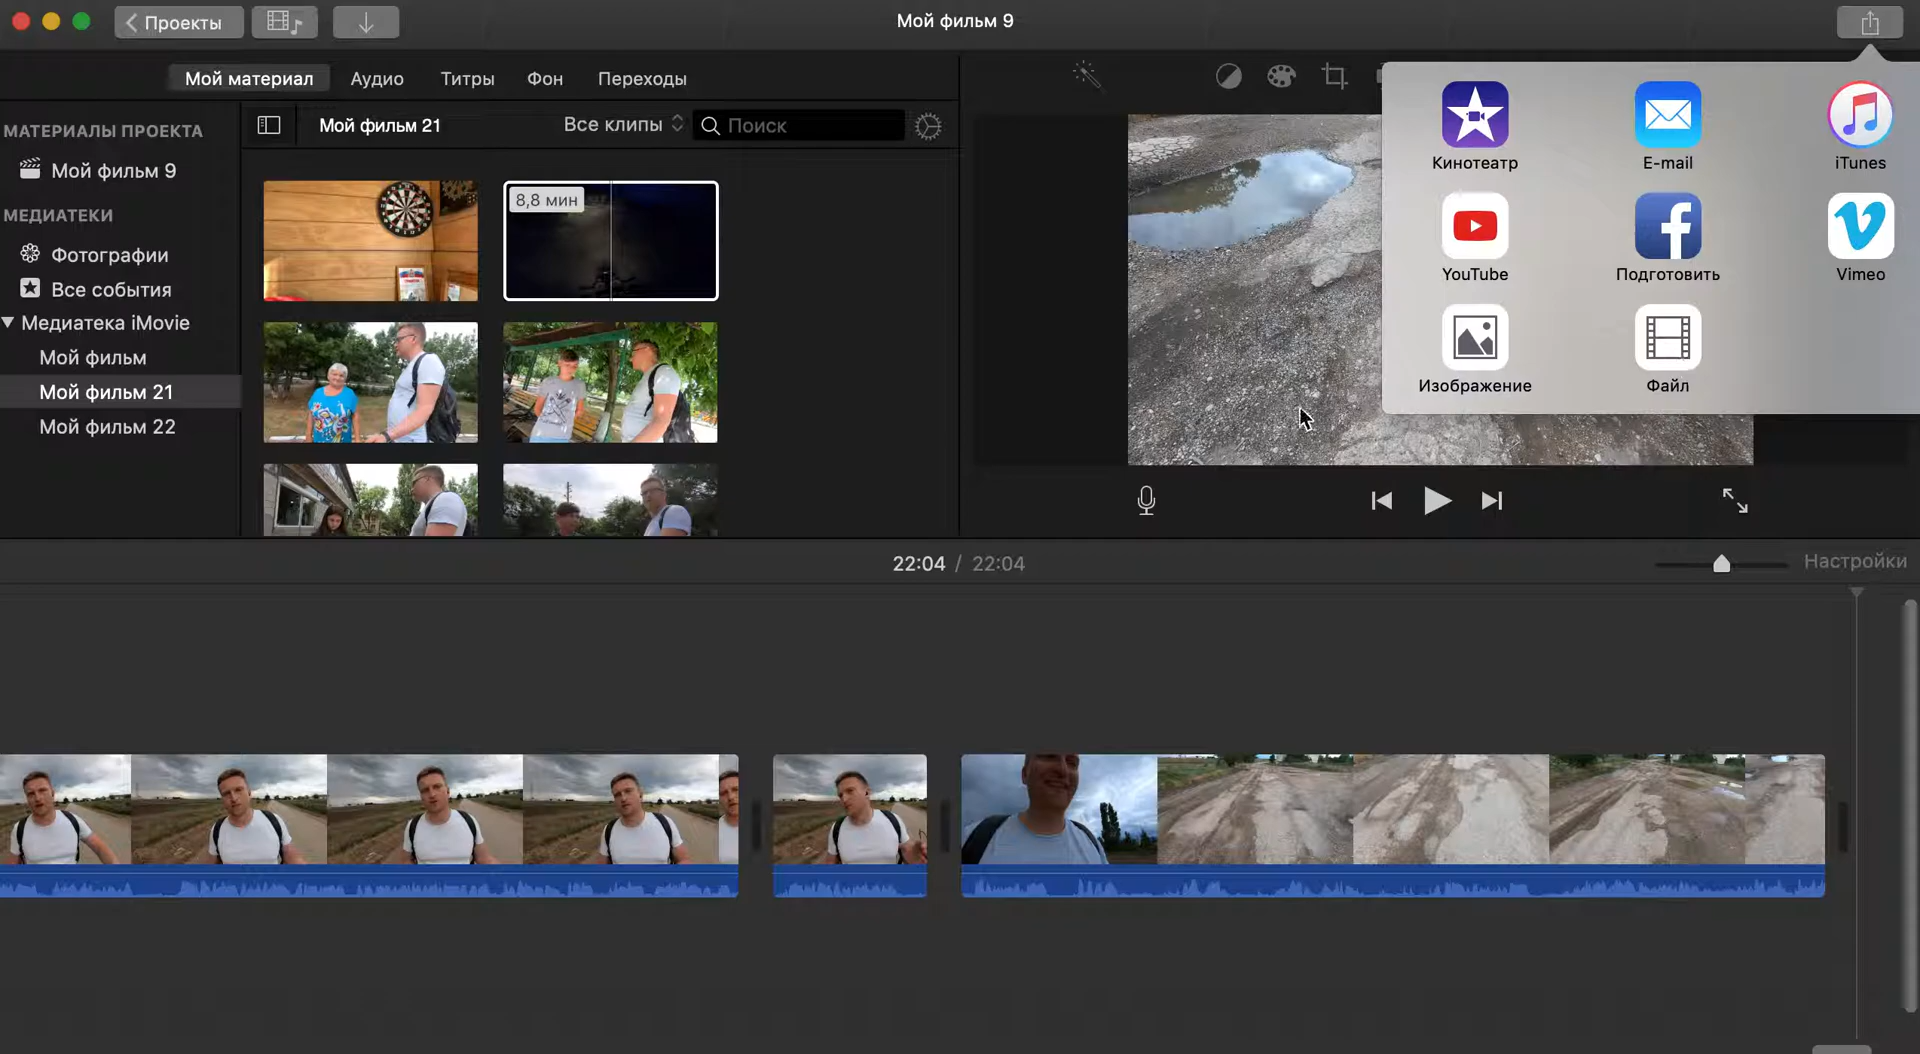 Проекты
Мой фильм 9
Мой материал
Аудио
Титры
Фон
Переходы
МАТЕРИАЛЫ ПРОЕКТА
Мой фильм 9
МЕДИАТЕКИ
Фотографии
Все события
Медиатека iMovie
Мой фильм
Мой фильм 21
Мой фильм 22
Мой фильм 21
Все клипы
Поиск
8,8 мин
Кинотеатр
E-mail
iTunes
YouTube
Подготовить
Vimeo
Изображение
Файл
22:04 / 22:04
Настройки